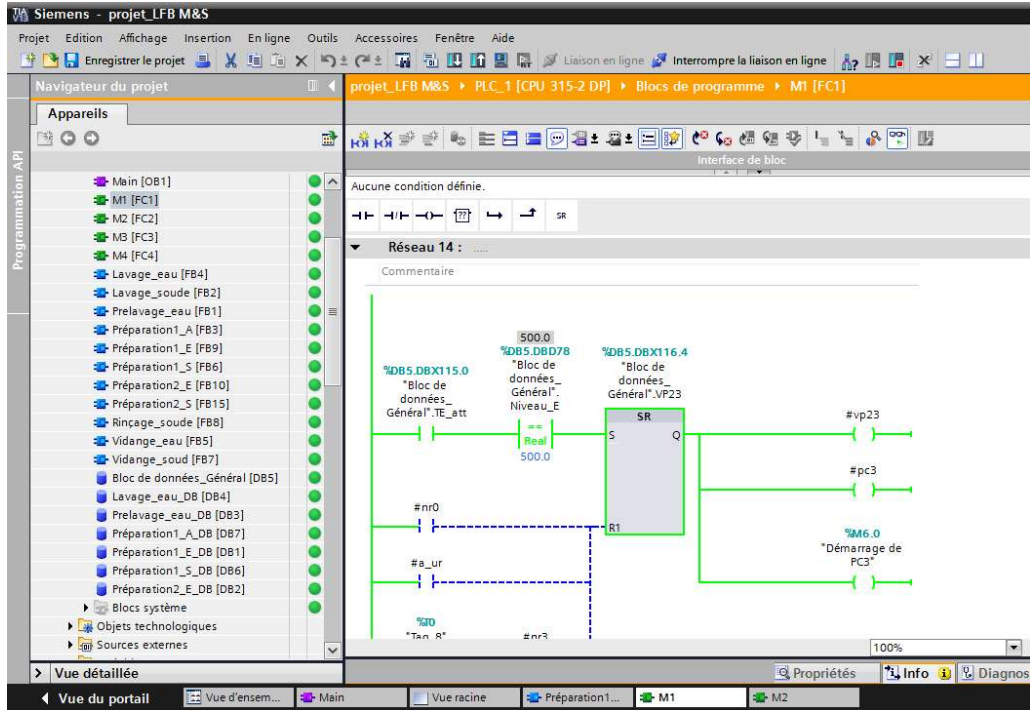 Siemens - projet_LFB M&S
Projet Edition Affichage Insertion En ligne Outils Accessoires Fenêtre Aide
Enregistrer le projet Liaison en ligne Interrompre la liaison en ligne
Navigateur du projet
projet_LFB M&S PLC_1 [CPU 315-2 DP] Blocs de programme M1 [FC1]
Appareils
Programmation API
Interface de bloc
Main [OB1]
M1 [FC1]
M2 [FC2]
M3 [FC3]
M4 [FC4]
Lavage_eau [FB4]
Lavage_soude [FB2]
Prelavage_eau [FB1]
Préparation1_A [FB3]
Préparation1_E [FB9]
Préparation1_S [FB6]
Préparation2_E [FB10]
Préparation2_S [FB15]
Rinçage_soude [FB8]
Vidange_eau [FB5]
Vidange_soud [FB7]
Bloc de données_Général [DB5]
Lavage_eau_DB [DB4]
Prelavage_eau_DB [DB3]
Préparation1_A_DB [DB7]
Préparation1_E_DB [DB1]
Préparation1_S_DB [DB6]
Préparation2_E_DB [DB2]
Blocs système
Objets technologiques
Sources externes
Vue détaillée
Aucune condition définie.
??
SR
Réseau 14 : .....
Commentaire
500.0
%DB5.DBD78
"Bloc de
données_
Général".
Niveau_E
==
Real
500.0
%DB5.DBX115.0
"Bloc de
données_
Général".TE_att
%DB5.DBX116.4
"Bloc de
données_
Général".VP23
SR
S Q
R1
#vp23
#pc3
%M6.0
"Démarrage de
PC3"
#nr0
#a_ur
%T0
"Tag_8"
#nr3
100%
Propriétés Info Diagnos
Vue du portail Vue d'ensem... Main Vue racine Préparation1... M1 M2